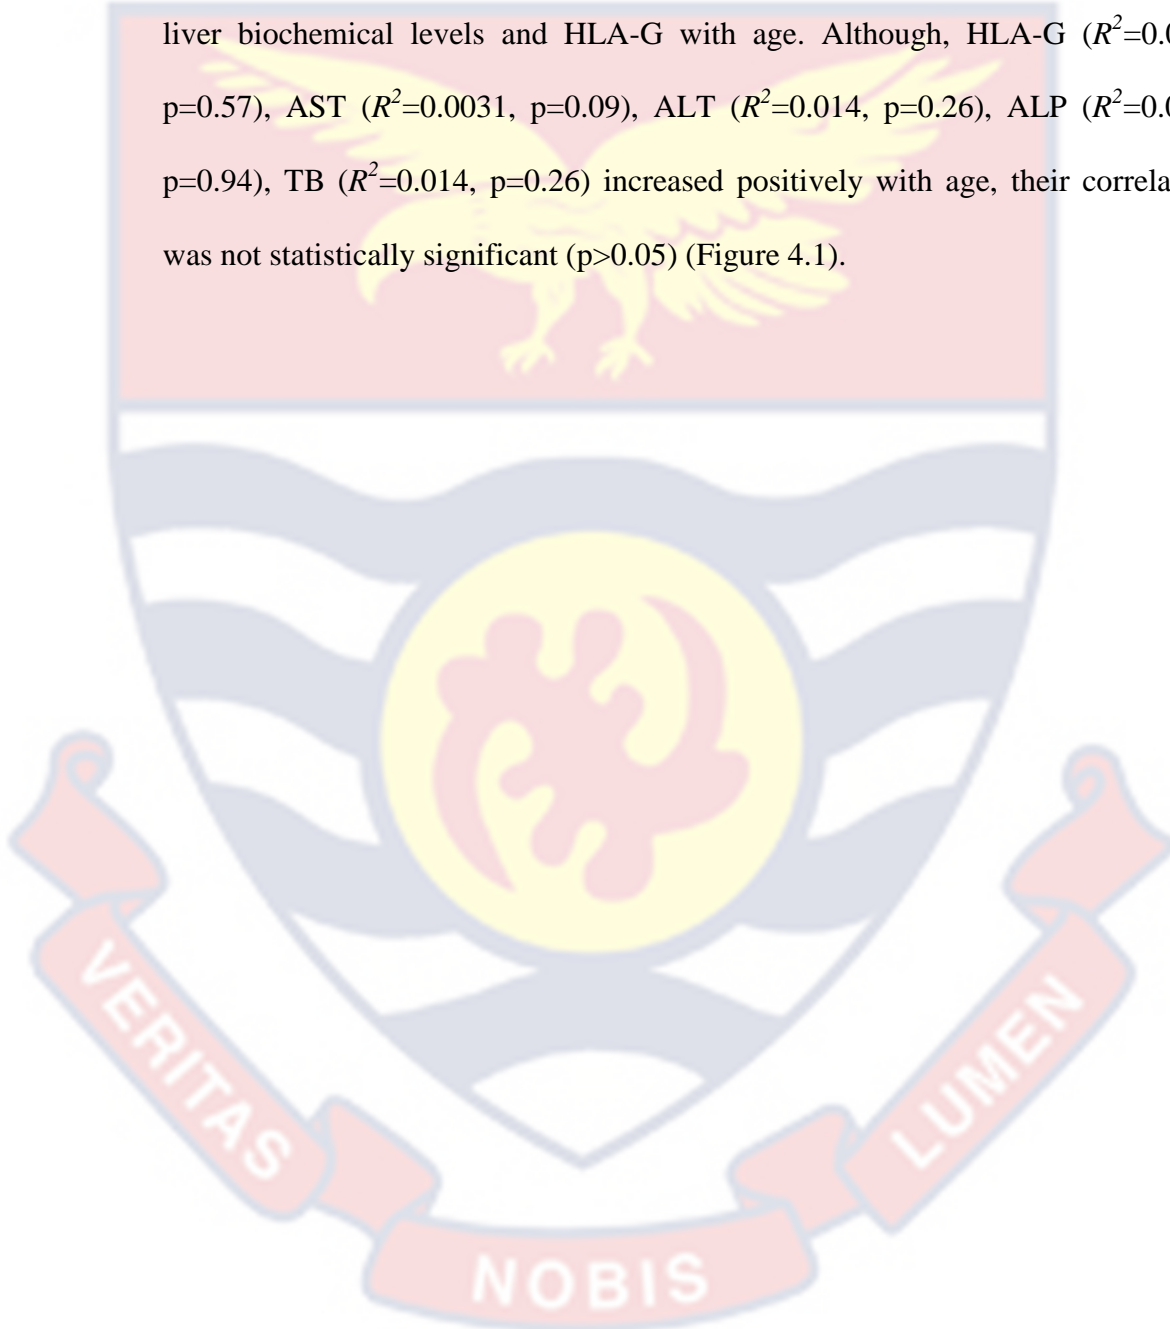 liver biochemical levels and HLA-G with age. Although, HLA-G (R²=0.0
p=0.57), AST (R²=0.0031, p=0.09), ALT (R²=0.014, p=0.26), ALP (R²=0.0
p=0.94), TB (R²=0.014, p=0.26) increased positively with age, their correla
was not statistically significant (p>0.05) (Figure 4.1).
VERITAS
NOBIS
LUMEN